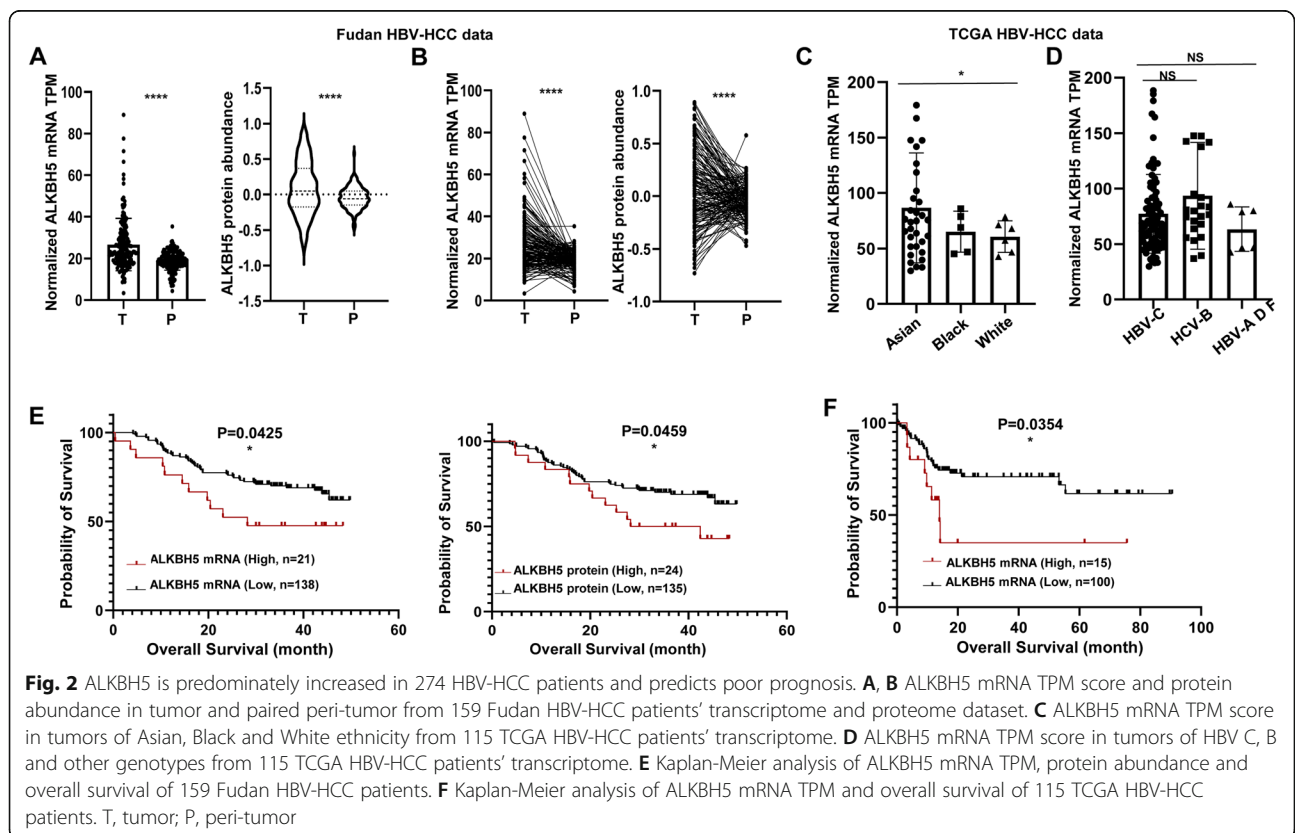 Fudan HBV-HCC data
TCGA HBV-HCC data
A
Normalized ALKBH5 mRNA TPM
100
80
60
40
20
0
****
T
P
ALKBH5 protein abundance
1.5
1.0
0.5
0.0
-0.5
-1.0
-1.5
****
T
P
B
Normalized ALKBH5 mRNA TPM
100
80
60
40
20
0
****
T
P
ALKBH5 protein abundance
1.0
0.5
0.0
-0.5
-1.0
****
T
P
C
Normalized ALKBH5 mRNA TPM
200
150
100
50
0
*
Asian
Black
White
D
Normalized ALKBH5 mRNA TPM
200
150
100
50
0
NS
NS
HBV-C
HCV-B
HBV-A D F
E
Probability of Survival
100
50
0
P=0.0425
*
ALKBH5 mRNA (High, n=21)
ALKBH5 mRNA (Low, n=138)
0
20
40
60
Overall Survival (month)
Probability of Survival
100
50
0
P=0.0459
*
ALKBH5 protein (High, n=24)
ALKBH5 protein (Low, n=135)
0
20
40
60
Overall Survival (month)
F
Probability of Survival
100
50
0
P=0.0354
*
ALKBH5 mRNA (High, n=15)
ALKBH5 mRNA (Low, n=100)
0
20
40
60
80
100
Overall Survival (month)
Fig. 2 ALKBH5 is predominately increased in 274 HBV-HCC patients and predicts poor prognosis. A, B ALKBH5 mRNA TPM score and protein
abundance in tumor and paired peri-tumor from 159 Fudan HBV-HCC patients' transcriptome and proteome dataset. C ALKBH5 mRNA TPM score
in tumors of Asian, Black and White ethnicity from 115 TCGA HBV-HCC patients' transcriptome. D ALKBH5 mRNA TPM score in tumors of HBV C, B
and other genotypes from 115 TCGA HBV-HCC patients' transcriptome. E Kaplan-Meier analysis of ALKBH5 mRNA TPM, protein abundance and
overall survival of 159 Fudan HBV-HCC patients. F Kaplan-Meier analysis of ALKBH5 mRNA TPM and overall survival of 115 TCGA HBV-HCC
patients. T, tumor; P, peri-tumor